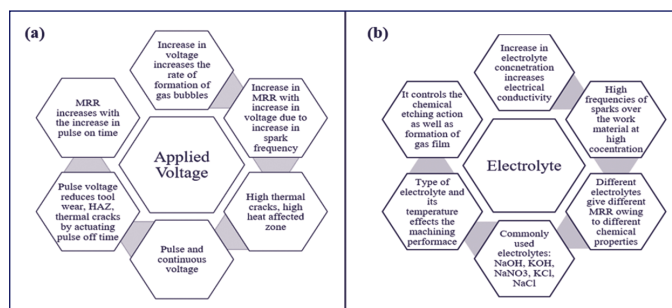 (a)
Increase in
voltage
increases the
rate of
formation of
gas bubbles
Increase in
MRR with
increase in
voltage due to
increase in
spark
frequency
High thermal
cracks, high
heat affected
zone
Pulse and
continuous
voltage
Pulse voltage
reduces tool
wear, HAZ,
thermal cracks
by actuating
pulse off time
MRR
increases with
the increase in
pulse on time
Applied
Voltage
(b)
Increase in
electrolyte
concnetration
increases
electrical
conductivity
High
frequencies of
sparks over the
work material
at high
cocentration
Different
electrolytes
give different
MRR owing to
different
chemical
properties
Commonly
used
electrolytes:
NaOH, KOH,
NaNO3, KCl,
NaCl
Type of
electrolyte and
its
temperature
effects the
machining
performace
It controls the
chemical
etching action
as well as
formation of
gas film
Electrolyte